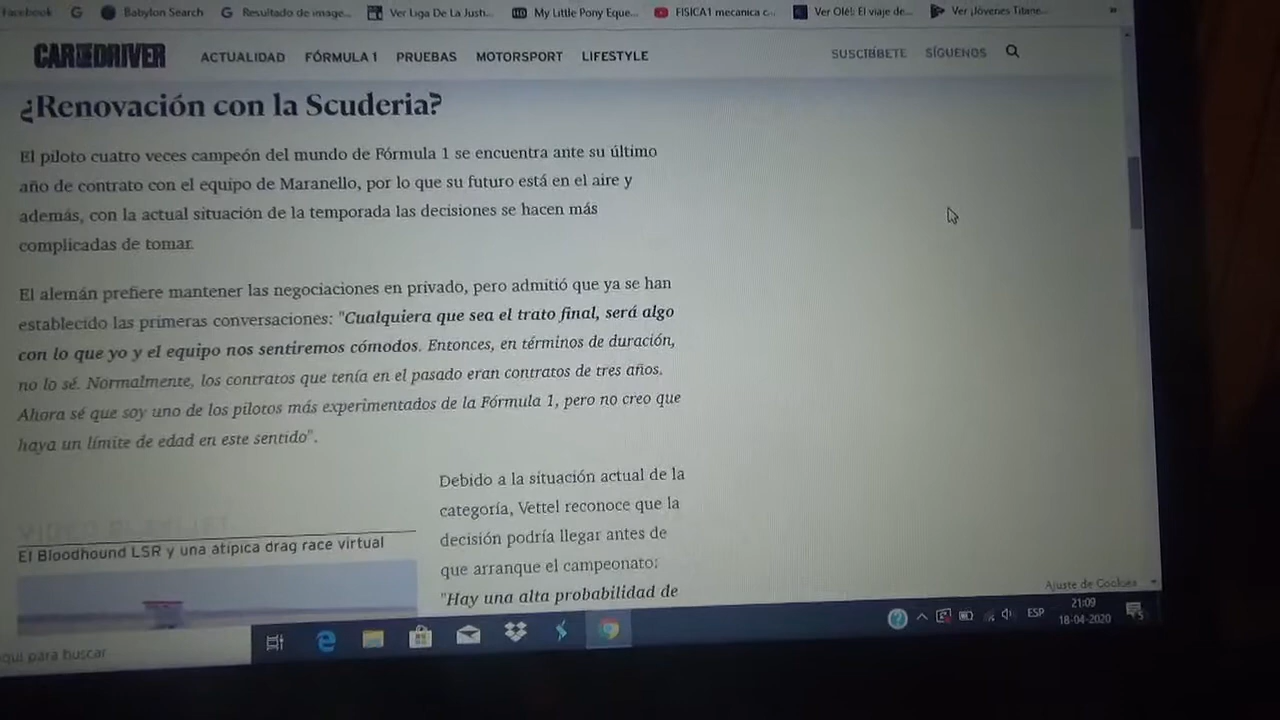 Facebook
G
Babylon Search
Resultado de image...
Ver Liga De La Just...
HD My Little Pony Eque...
FISICA1 mecanica c...
Ver Olé!: El viaje de...
Ver ¡Jóvenes Titane...
»
CAR AND DRIVER
ACTUALIDAD
FÓRMULA 1
PRUEBAS
MOTORSPORT
LIFESTYLE
SUSCRÍBETE
SÍGUENOS
¿Renovación con la Scuderia?
El piloto cuatro veces campeón del mundo de Fórmula 1 se encuentra ante su último
año de contrato con el equipo de Maranello, por lo que su futuro está en el aire y
además, con la actual situación de la temporada las decisiones se hacen más
complicadas de tomar.
El alemán prefiere mantener las negociaciones en privado, pero admitió que ya se han
establecido las primeras conversaciones: "Cualquiera que sea el trato final, será algo
con lo que yo y el equipo nos sentiremos cómodos. Entonces, en términos de duración,
no lo sé. Normalmente, los contratos que tenía en el pasado eran contratos de tres años.
Ahora sé que soy uno de los pilotos más experimentados de la Fórmula 1, pero no creo que
haya un límite de edad en este sentido".
Debido a la situación actual de la
categoría, Vettel reconoce que la
decisión podría llegar antes de
que arranque el campeonato:
"Hay una alta probabilidad de
El Bloodhound LSR y una atípica drag race virtual
Ajuste de Cookies
aquí para buscar
ESP
21:09
18-04-2020